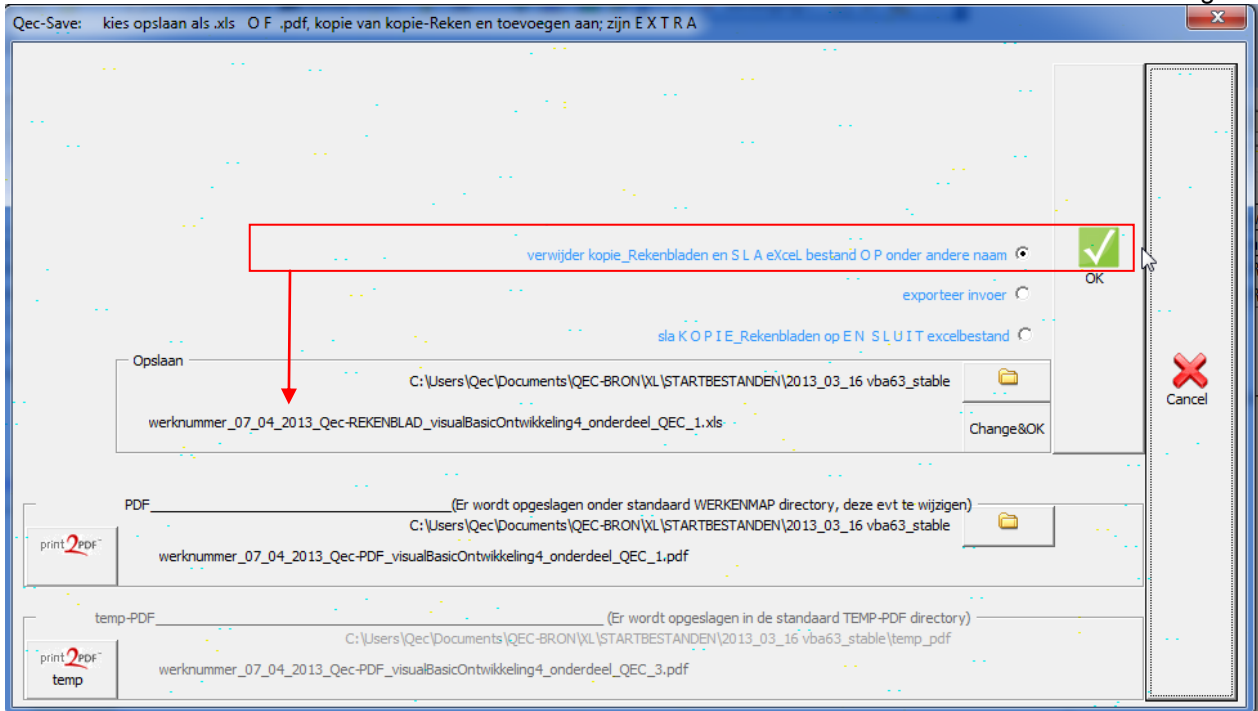 Qec-Save: kies opslaan als .xls O F .pdf, kopie van kopie-Reken en toevoegen aan; zijn E X T R A
verwijder kopie_Rekenbladen en S L A eXceL bestand O P onder andere naam
OK
exporteer invoer
sla K O P I E_Rekenbladen op E N S L U I T excelbestand
Opslaan
C:\Users\Qec\Documents\QEC-BRON\XL\STARTBESTANDEN\2013_03_16 vba63_stable
Cancel
werknummer_07_04_2013_Qec-REKENBLAD_visualBasicOntwikkeling4_onderdeel_QEC_1.xls
Change&OK
PDF_______________________________(Er wordt opgeslagen onder standaard WERKENMAP directory, deze evt te wijzigen)
C:\Users\Qec\Documents\QEC-BRON\XL\STARTBESTANDEN\2013_03_16 vba63_stable
print2PDF
werknummer_07_04_2013_Qec-PDF_visualBasicOntwikkeling4_onderdeel_QEC_1.pdf
temp-PDF_____________________________________________(Er wordt opgeslagen in de standaard TEMP-PDF directory)
C:\Users\Qec\Documents\QEC-BRON\XL\STARTBESTANDEN\2013_03_16 vba63_stable\temp_pdf
print2PDF
werknummer_07_04_2013_Qec-PDF_visualBasicOntwikkeling4_onderdeel_QEC_3.pdf
temp